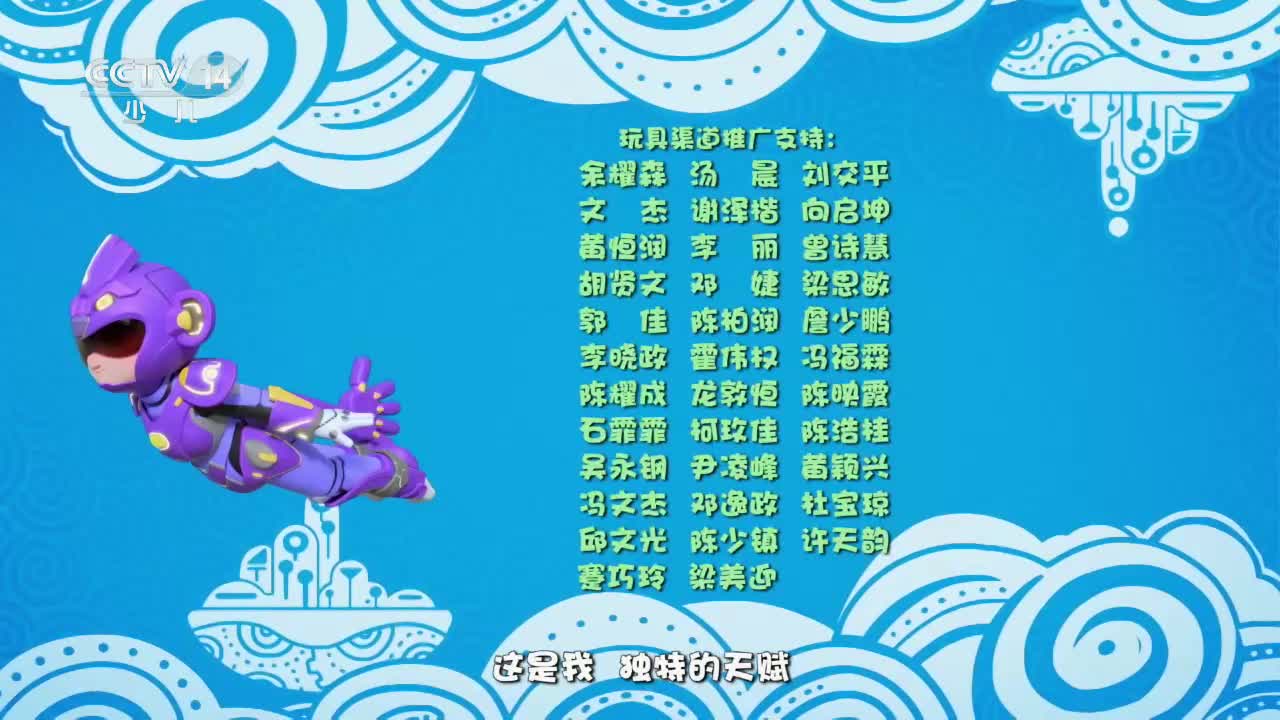 CCTV 14
少儿
玩具渠道推广支持：
余耀森 汤 晨 刘交平
文 杰 谢泽楷 向启坤
黄恒润 李 丽 曾诗慧
胡贤文 邓 婕 梁思敏
郭 佳 陈柏润 詹少鹏
李晓政 霍伟权 冯福霖
陈耀成 龙敦恒 陈映霞
石霏霏 柯玫佳 陈浩桂
吴永钢 尹凌峰 黄颖兴
冯文杰 邓逸政 杜宝琼
邱文光 陈少镇 许天韵
蹇巧玲 梁美迎
这是我 独特的天赋